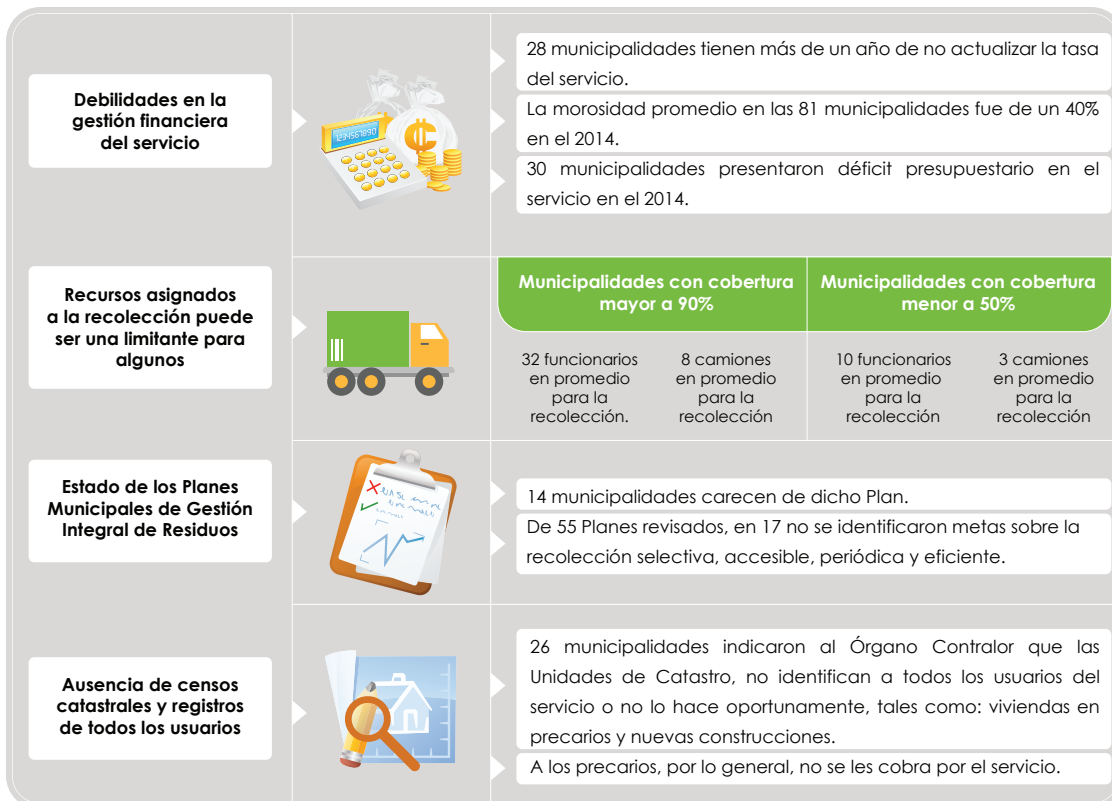 Debilidades en la
gestión financiera
del servicio
1234561890
28 municipalidades tienen más de un año de no actualizar la tasa
del servicio.
La morosidad promedio en las 81 municipalidades fue de un 40%
en el 2014.
30 municipalidades presentaron déficit presupuestario en el
servicio en el 2014.
Recursos asignados
a la recolección puede
ser una limitante para
algunos
Municipalidades con cobertura
mayor a 90%
32 funcionarios
en promedio
para la
recolección.
8 camiones
en promedio
para la
recolección
Municipalidades con cobertura
menor a 50%
10 funcionarios
en promedio
para la
recolección
3 camiones
en promedio
para la
recolección
Estado de los Planes
Municipales de Gestión
Integral de Residuos
14 municipalidades carecen de dicho Plan.
De 55 Planes revisados, en 17 no se identificaron metas sobre la
recolección selectiva, accesible, periódica y eficiente.
Ausencia de censos
catastrales y registros
de todos los usuarios
26 municipalidades indicaron al Órgano Contralor que las
Unidades de Catastro, no identifican a todos los usuarios del
servicio o no lo hace oportunamente, tales como: viviendas en
precarios y nuevas construcciones.
A los precarios, por lo general, no se les cobra por el servicio.